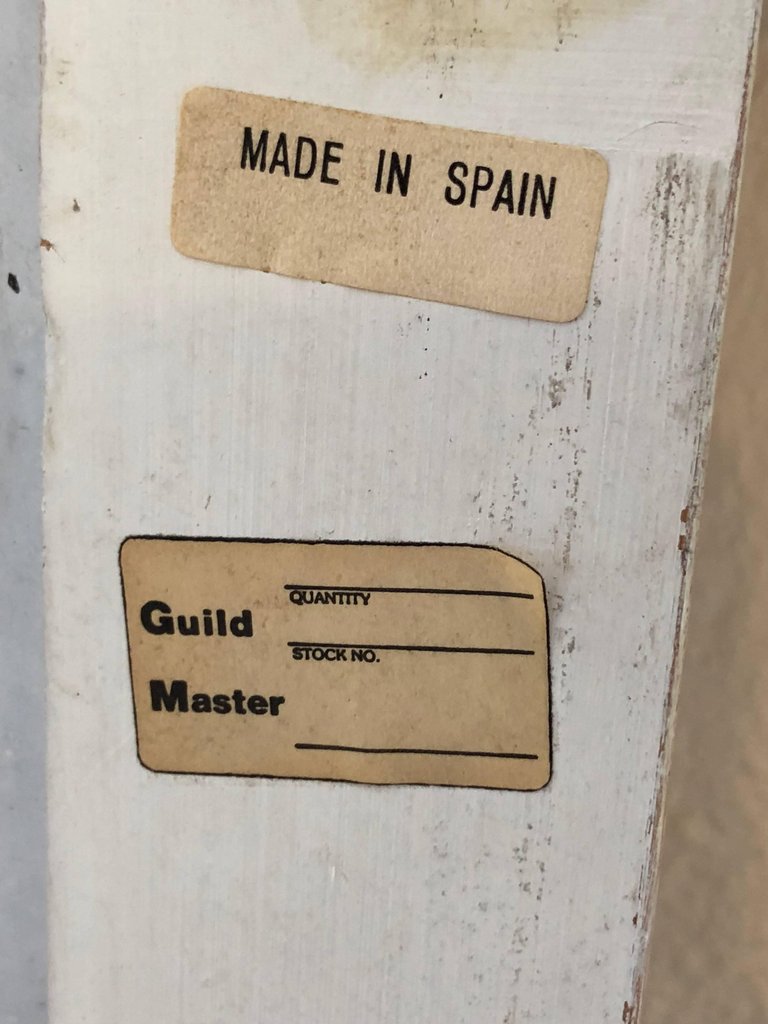 MADE IN SPAIN
QUANTITY
Guild
STOCK NO.
Master